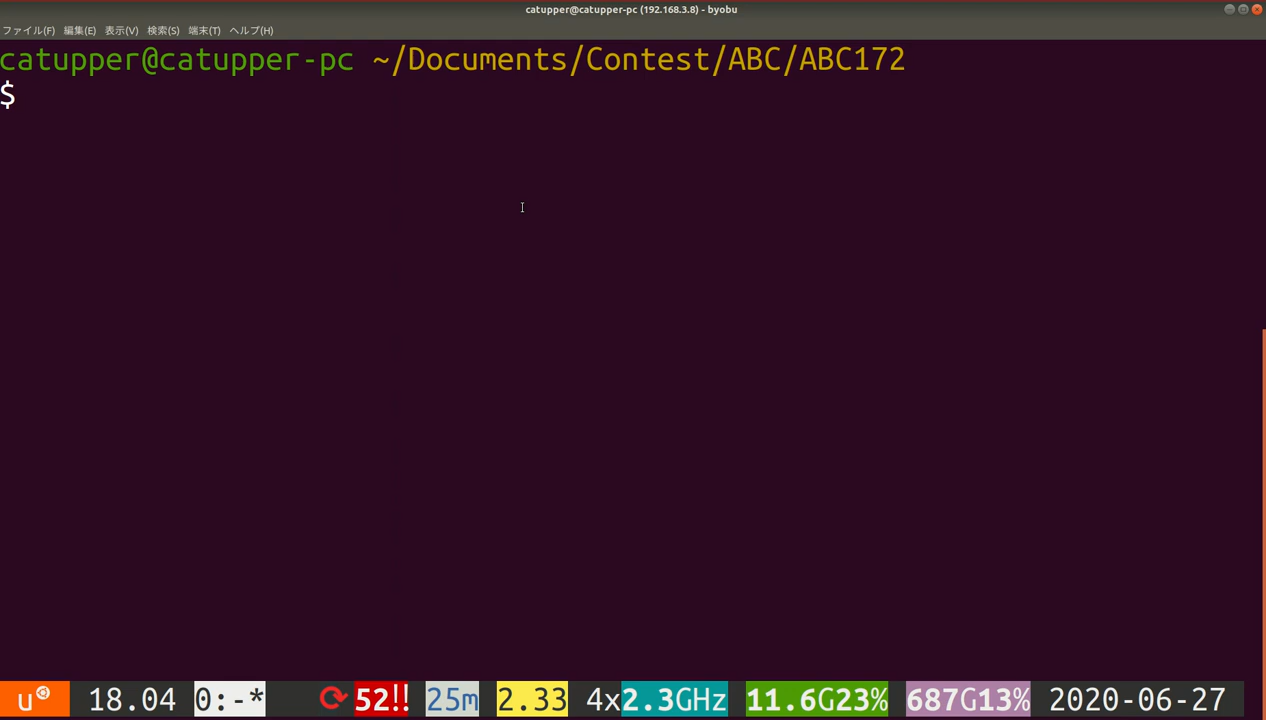 catupper@catupper-pc (192.168.3.8) - byobu
ファイル(F) 編集(E) 表示(V) 検索(S) 端末(T) ヘルプ(H)
catupper@catupper-pc ~/Documents/Contest/ABC/ABC172
$
u 18.04 0:-* 52!! 25m 2.33 4x2.3GHz 11.6G23% 687G13% 2020-06-27